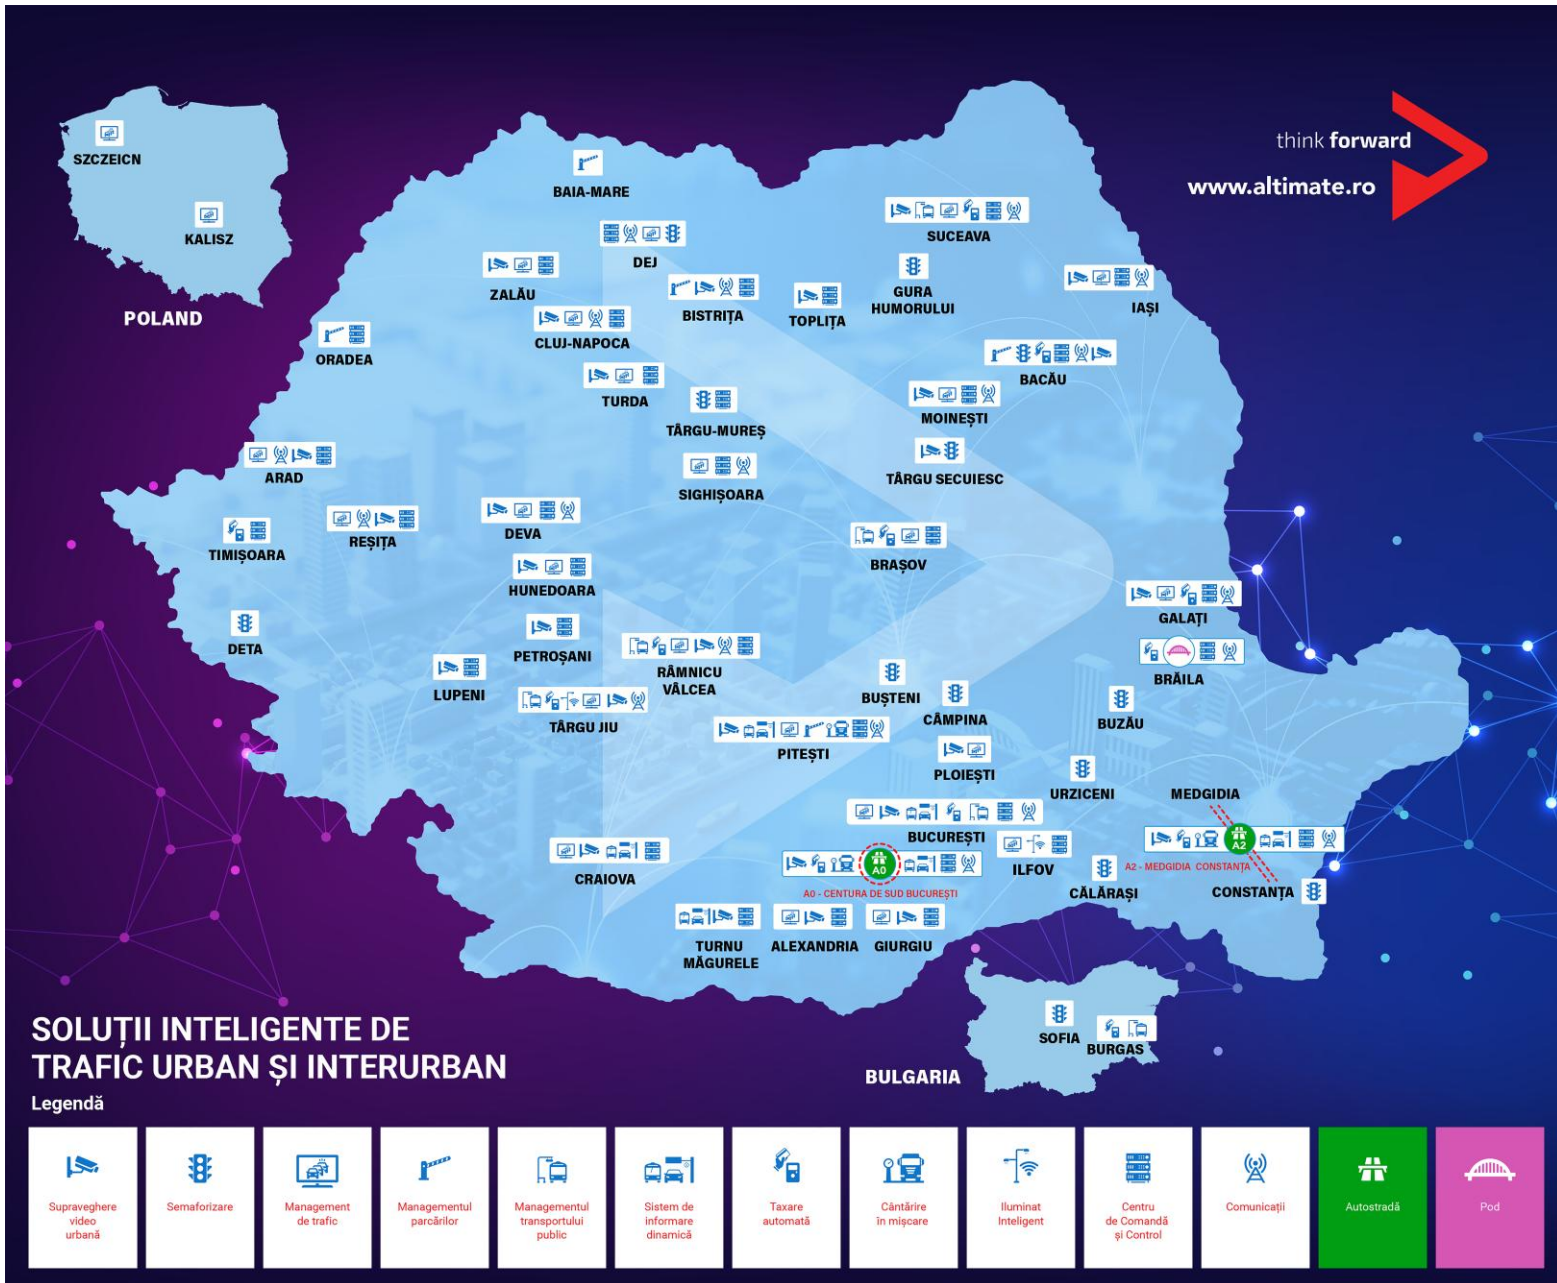 think forward
www.altimate.ro
SZCZEICN
KALISZ
POLAND
BAIA-MARE
SUCEAVA
DEJ
ZALĂU
BISTRIȚA
TOPLIȚA
GURA
HUMORULUI
IAȘI
CLUJ-NAPOCA
ORADEA
BACĂU
TURDA
MOINEȘTI
TÂRGU-MUREȘ
ARAD
SIGHIȘOARA
TÂRGU SECUIESC
TIMIȘOARA
REȘIȚA
DEVA
BRAȘOV
HUNEDOARA
GALAȚI
DETA
PETROȘANI
RÂMNICU
VÂLCEA
BRĂILA
LUPENI
BUȘTENI
CÂMPINA
BUZĂU
TÂRGU JIU
PITEȘTI
PLOIEȘTI
URZICENI
MEDGIDIA
BUCUREȘTI
A2
CRAIOVA
A0
ILFOV
A2 - MEDGIDIA CONSTANȚA
A0 - CENTURA DE SUD BUCUREȘTI
CĂLĂRAȘI
CONSTANȚA
TURNU
MĂGURELE
ALEXANDRIA
GIURGIU
SOFIA
BURGAS
BULGARIA
SOLUȚII INTELIGENTE DE
TRAFIC URBAN ȘI INTERURBAN
Legendă
Supraveghere
video
urbană
Semaforizare
Management
de trafic
Managementul
parcărilor
Managementul
transportului
public
Sistem de
informare
dinamică
Taxare
automată
Cântărire
în mișcare
Iluminat
Inteligent
Centru
de Comandă
și Control
Comunicații
Autostradă
Pod